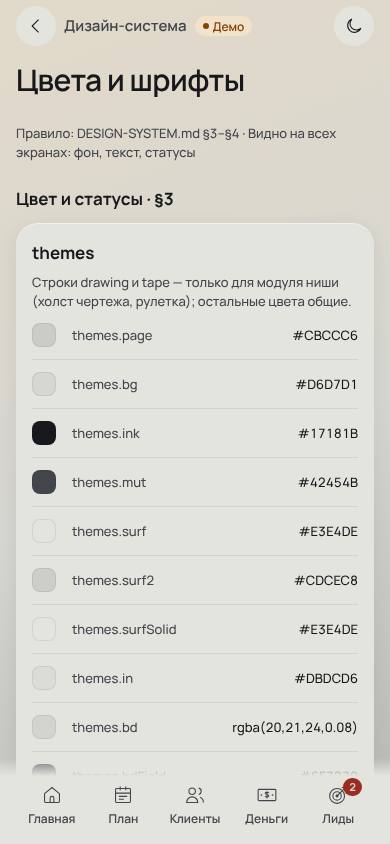 Дизайн-система
Демо
Цвета и шрифты
Правило: DESIGN-SYSTEM.md §3–§4 · Видно на всех
экранах: фон, текст, статусы
Цвет и статусы · §3
themes
Строки drawing и tape — только для модуля ниши
(холст чертежа, рулетка); остальные цвета общие.
themes.page #CBCCC6
themes.bg #D6D7D1
themes.ink #17181B
themes.mut #42454B
themes.surf #E3E4DE
themes.surf2 #CDCEC8
themes.surfSolid #E3E4DE
themes.in #DBDCD6
themes.bd rgba(20,21,24,0.08)
2
Главная План Клиенты Деньги Лиды